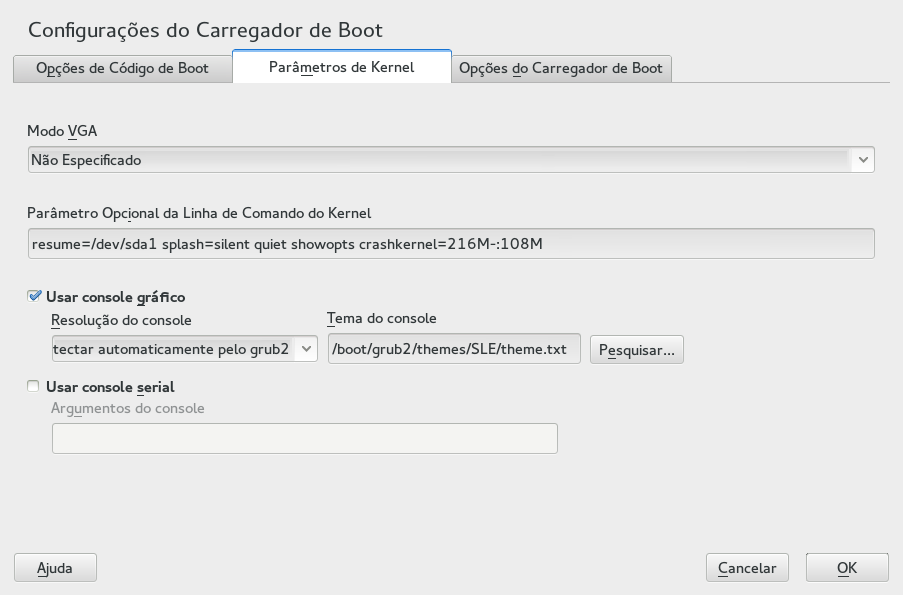 Configurações do Carregador de Boot
Opções de Código de Boot Parâmetros de Kernel Opções do Carregador de Boot
Modo VGA
Não Especificado
Parâmetro Opcional da Linha de Comando do Kernel
resume=/dev/sda1 splash=silent quiet showopts crashkernel=216M-:108M
Usar console gráfico
Resolução do console Tema do console
tectar automaticamente pelo grub2 /boot/grub2/themes/SLE/theme.txt Pesquisar...
Usar console serial
Argumentos do console
Ajuda Cancelar OK